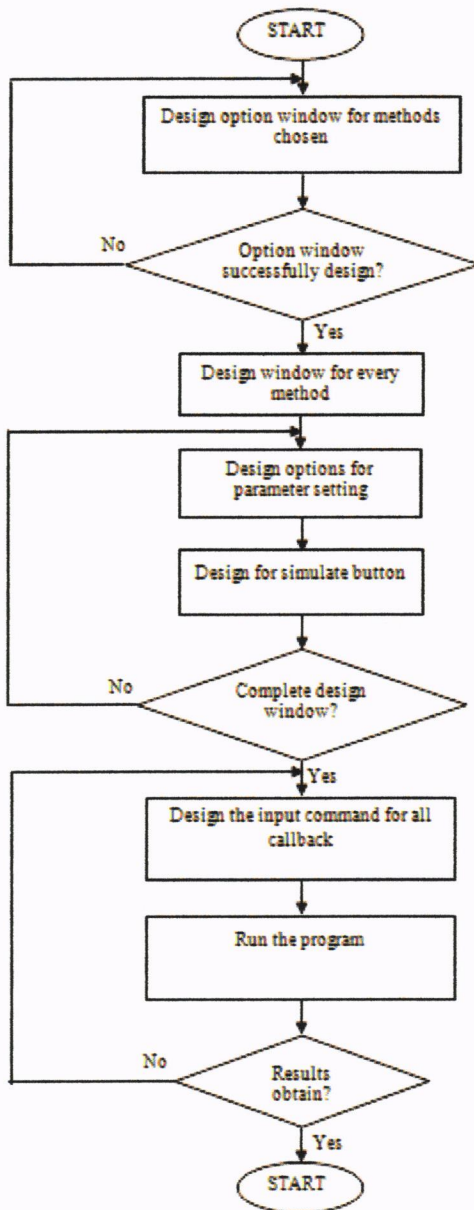 START
Design option window for methods
chosen
No
Option window
successfully design?
Yes
Design window for every
method
Design options for
parameter setting
Design for simulate button
No
Complete design
window?
Yes
Design the input command for all
callback
Run the program
No
Results
obtain?
Yes
START